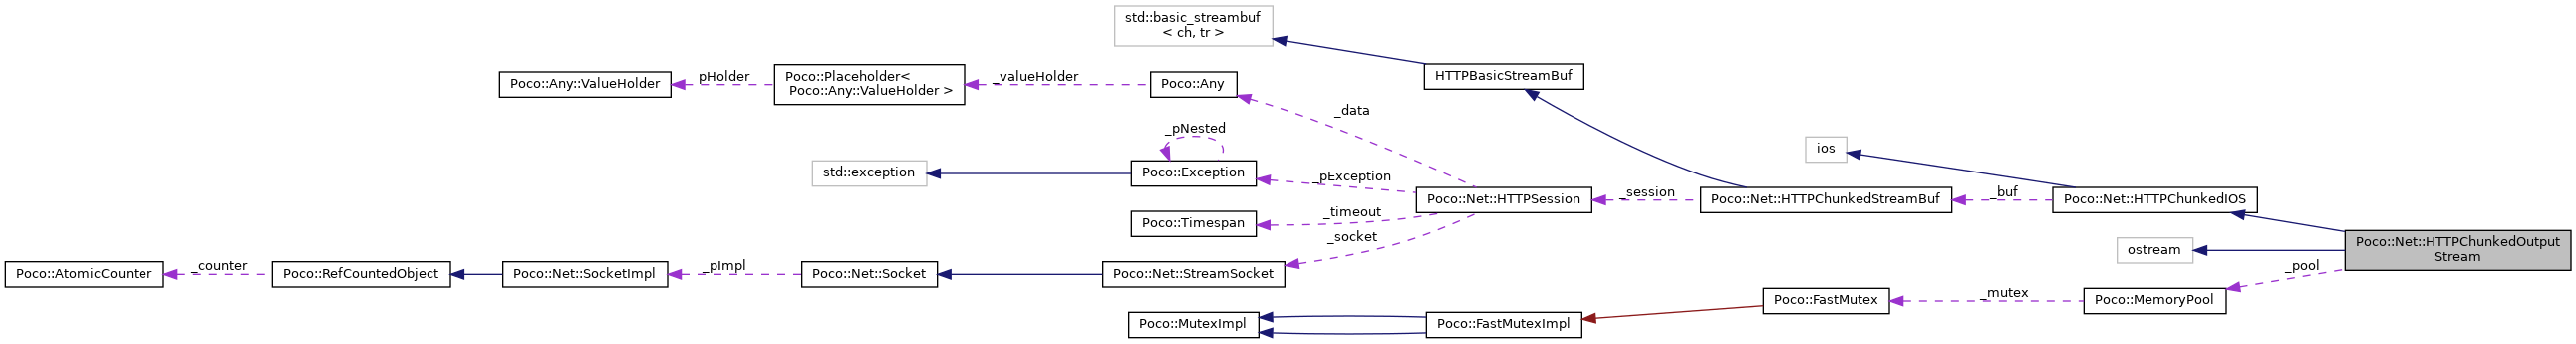 std::basic_streambuf
< ch, tr >
HTTPBasicStreamBuf
Poco::Any::ValueHolder
pHolder
Poco::Placeholder<
Poco::Any::ValueHolder >
_valueHolder
Poco::Any
_data
_pNested
ios
std::exception
Poco::Exception
_pException
Poco::Net::HTTPSession
_session
Poco::Net::HTTPChunkedStreamBuf
_buf
Poco::Net::HTTPChunkedIOS
Poco::Timespan
_timeout
_socket
ostream
Poco::Net::HTTPChunkedOutput
Stream
Poco::AtomicCounter
_counter
Poco::RefCountedObject
Poco::Net::SocketImpl
_pImpl
Poco::Net::Socket
Poco::Net::StreamSocket
_pool
Poco::MutexImpl
Poco::FastMutexImpl
Poco::FastMutex
_mutex
Poco::MemoryPool